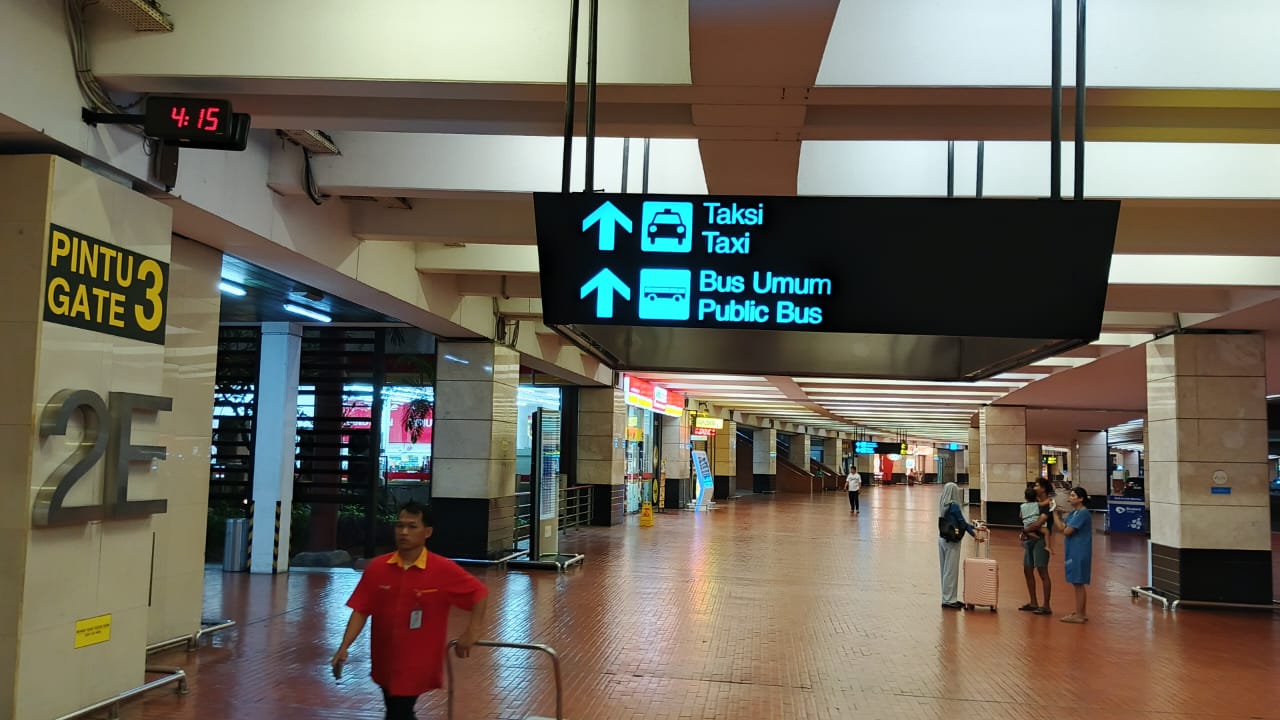 4:15
PINTU
GATE 3
2E
Taksi
Taxi
Bus Umum
Public Bus